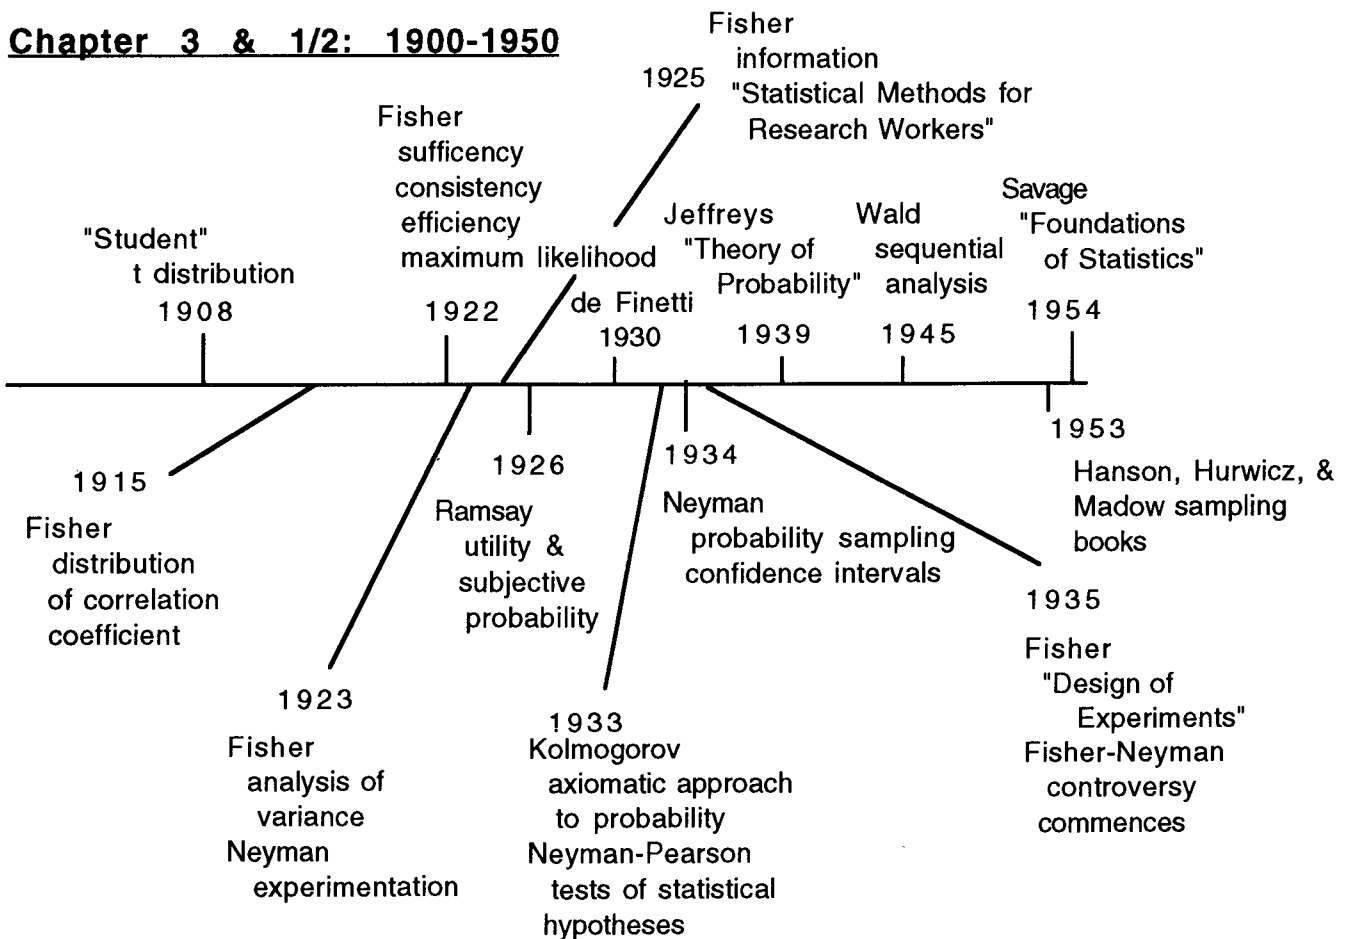 Chapter 3 & 1/2: 1900-1950
"Student"
t distribution
1908
Fisher
sufficency
consistency
efficiency
maximum likelihood
1922
1925
Fisher
information
"Statistical Methods for
Research Workers"
de Finetti
1930
Jeffreys
"Theory of
Probability"
1939
Wald
sequential
analysis
1945
Savage
"Foundations
of Statistics"
1954
1915
Fisher
distribution
of correlation
coefficient
1923
Fisher
analysis of
variance
Neyman
experimentation
1926
Ramsay
utility &
subjective
probability
1933
Kolmogorov
axiomatic approach
to probability
Neyman-Pearson
tests of statistical
hypotheses
1934
Neyman
probability sampling
confidence intervals
1935
Fisher
"Design of
Experiments"
Fisher-Neyman
controversy
commences
1953
Hanson, Hurwicz, &
Madow sampling
books